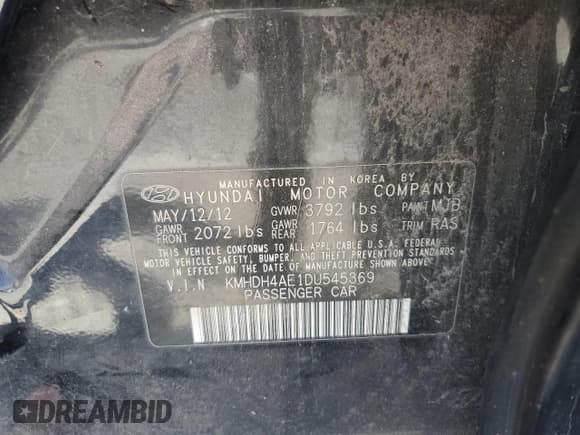 MANUFACTURED IN KOREA BY
HYUNDAI MOTOR COMPANY
MAY/12/12 GVWR 3792 lbs PAINT MJB
GAWR FRONT 2072 lbs GAWR REAR 1764 lbs TRIM RAS
THIS VEHICLE CONFORMS TO ALL APPLICABLE U.S.A. FEDERAL
MOTOR VEHICLE SAFETY, BUMPER, AND THEFT PREVENTION STANDARDS
IN EFFECT ON THE DATE OF MANUFACTURE SHOWN ABOVE.
V.I.N KMHDH4AE1DU545369
PASSENGER CAR
DREAMBID